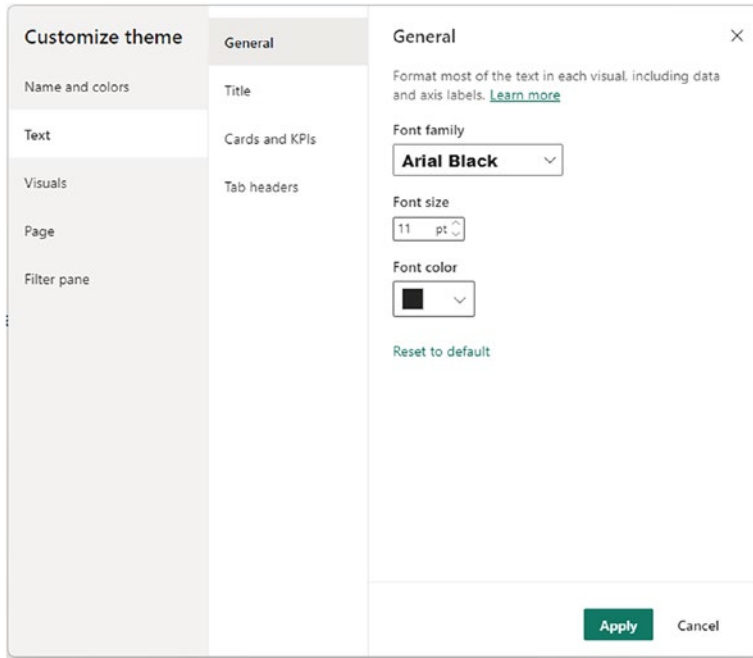 Customize theme
Name and colors
Text
Visuals
Page
Filter pane
General
Title
Cards and KPIs
Tab headers
General
Format most of the text in each visual, including data
and axis labels. Learn more
Font family
Arial Black
Font size
11 pt
Font color
Reset to default
Apply
Cancel